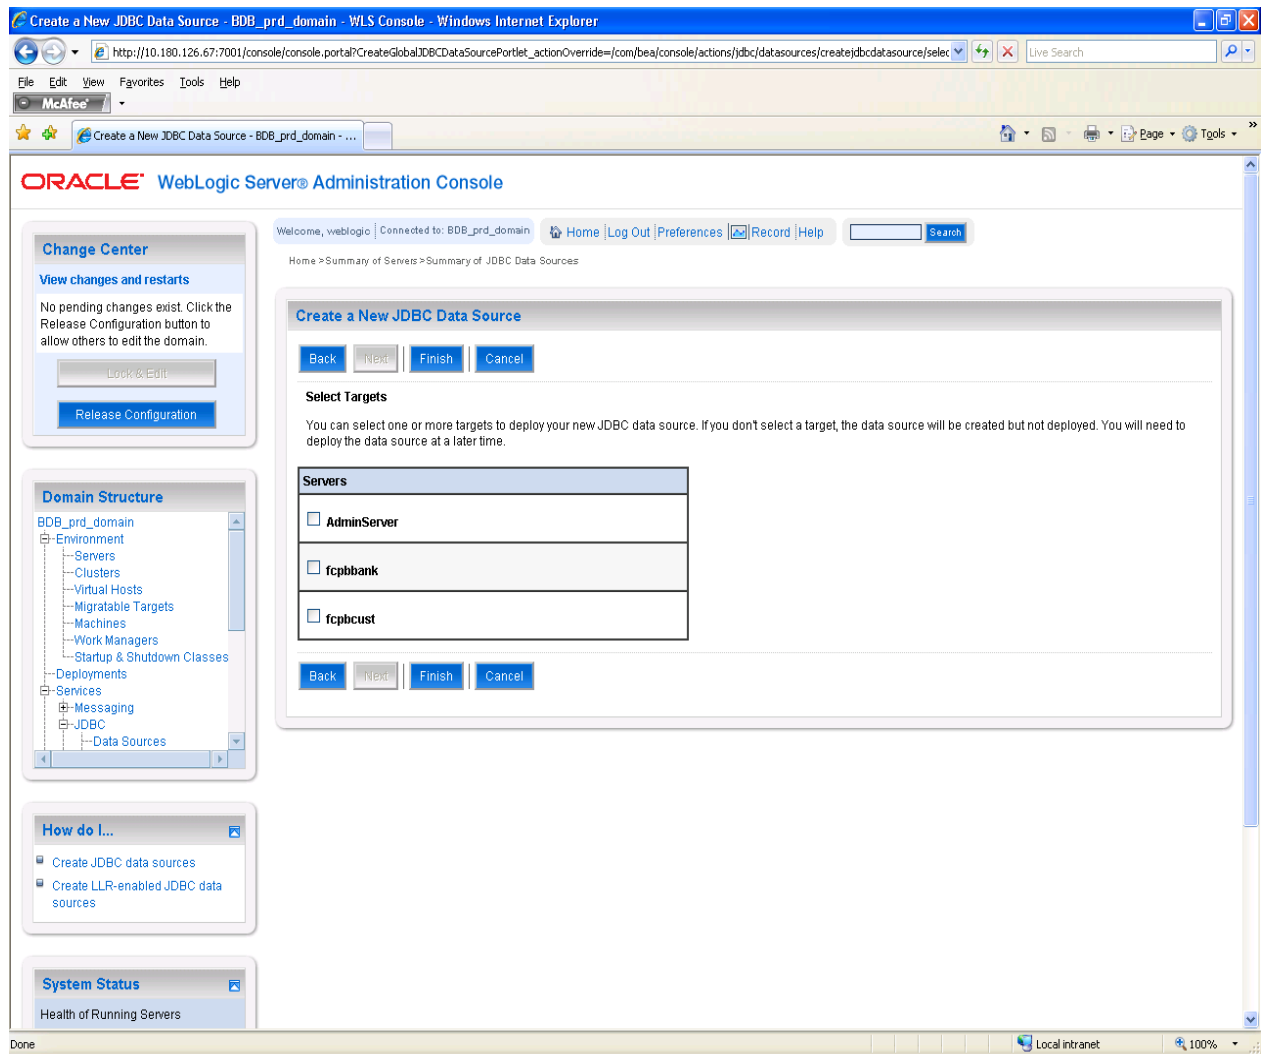 Create a New JDBC Data Source - BDB_prd_domain - WLS Console - Windows Internet Explorer
http://10.180.126.67:7001/console/console.portal?CreateGlobalJDBCDataSourcePortlet_actionOverride=/com/bea/console/actions/jdbc/datasources/createjdbcdatasource/selec
Live Search
File Edit View Favorites Tools Help
McAfee
Create a New JDBC Data Source - BDB_prd_domain - ...
Page Tools »
ORACLE WebLogic Server® Administration Console
Change Center
View changes and restarts
No pending changes exist. Click the
Release Configuration button to
allow others to edit the domain.
Lock & Edit
Release Configuration
Domain Structure
BDB_prd_domain
Environment
Servers
Clusters
Virtual Hosts
Migratable Targets
Machines
Work Managers
Startup & Shutdown Classes
Deployments
Services
Messaging
JDBC
Data Sources
How do I...
Create JDBC data sources
Create LLR-enabled JDBC data
sources
System Status
Health of Running Servers
Welcome, weblogic Connected to: BDB_prd_domain Home Log Out Preferences Record Help Search
Home >Summary of Servers >Summary of JDBC Data Sources
Create a New JDBC Data Source
Back Next Finish Cancel
Select Targets
You can select one or more targets to deploy your new JDBC data source. If you don't select a target, the data source will be created but not deployed. You will need to
deploy the data source at a later time.
Servers
AdminServer
fcpbbank
fcpbcust
Back Next Finish Cancel
Done Local intranet 100%